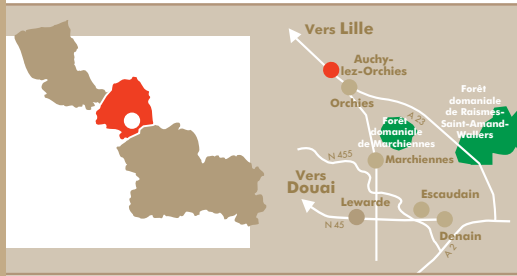 Vers Lille
Auchy-
lez-Orchies
Orchies
A 23
Forêt
domaniale
de Raismes-
Saint-Amand-
Wallers
Forêt
domaniale
de Marchiennes
N 455
Marchiennes
Vers
Douai
Lewarde
Escaudain
N 45
Denain
A 2